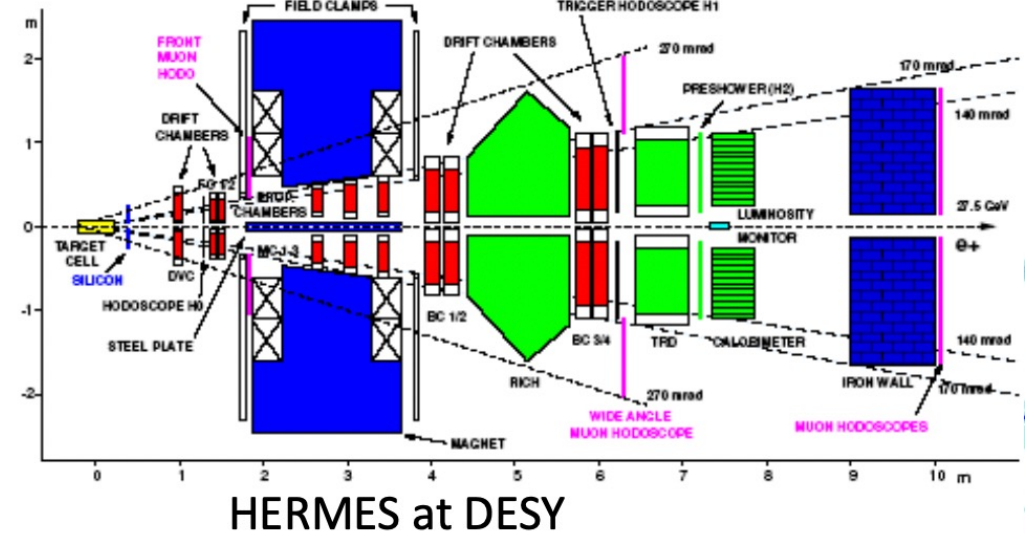 FIELD CLAMPS
TRIGGER HODOSCOPE H1
m
FRONT
MUON
HODO
DRIFT CHAMBERS
270 mrad
170 mrad
2
PRESHOWER (H2)
DRIFT
CHAMBERS
140 mrad
1
FC 1/2
PROP.
CHAMBERS
LUMINOSITY
27.5 GeV
0
TARGET
CELL
MONITOR
e+
MC 1-3
SILICON
DVC
HODOSCOPE H0
-1
BC 1/2
STEEL PLATE
BC 3/4
TRD
CALORIMETER
140 mrad
RICH
IRON WALL
170 mrad
-2
270 mrad
WIDE ANGLE
MUON HODOSCOPE
MUON HODOSCOPES
MAGNET
0 1 2 3 4 5 6 7 8 9 10 m
HERMES at DESY